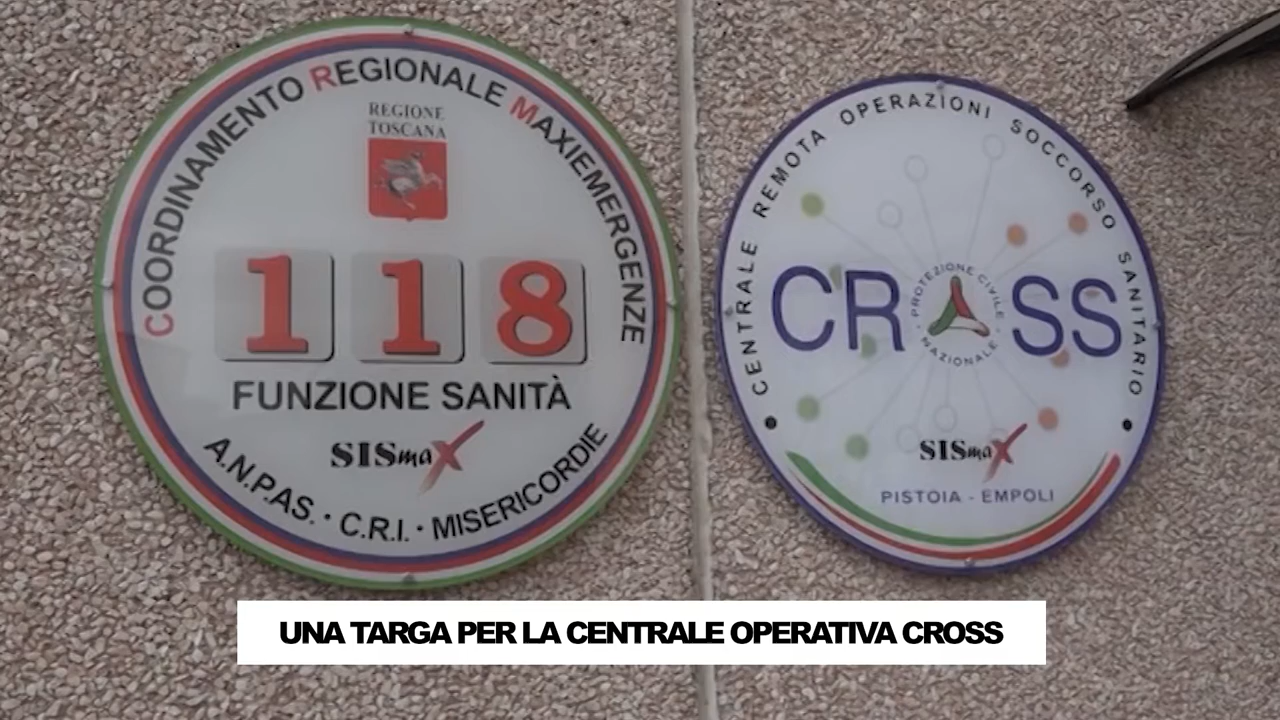 COORDINAMENTO REGIONALE MAXIEMERGENZE
REGIONE
TOSCANA
118
FUNZIONE SANITÀ
SISmaX
A.N.P.AS. · C.R.I. · MISERICORDIE
CENTRALE REMOTA OPERAZIONI SOCCORSO SANITARIO
CROSS
PROTEZIONE CIVILE
NAZIONALE
SISmaX
PISTOIA - EMPOLI
UNA TARGA PER LA CENTRALE OPERATIVA CROSS